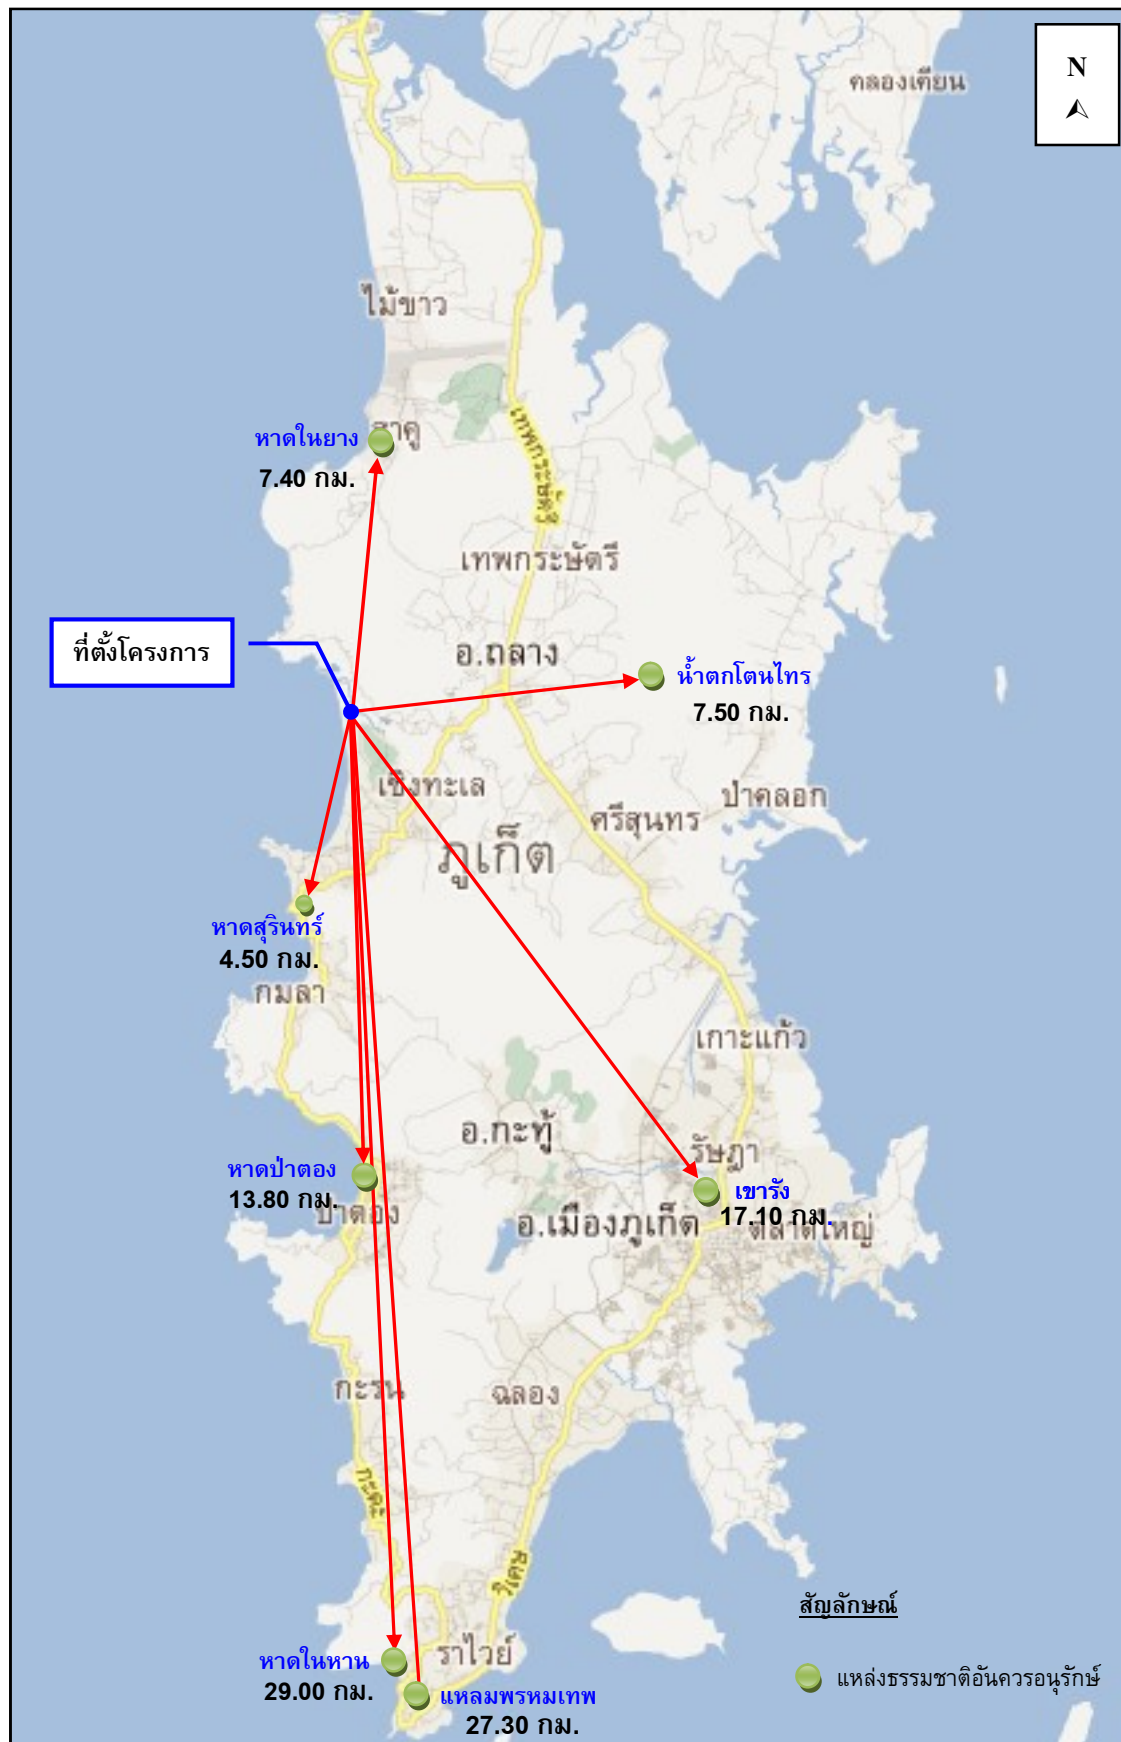 N
คลองเคียน
ไม้ขาว
สาคู
หาดในยาง
7.40 กม.
เทพกระษัตรี
เทพกระษัตรี
ที่ตั้งโครงการ
อ.ถลาง
น้ำตกโตนไทร
7.50 กม.
เชิงทะเล
ป่าคลอก
ศรีสุนทร
ภูเก็ต
หาดสุรินทร์
4.50 กม.
กมลา
เกาะแก้ว
อ.กะทู้
รัษฎา
หาดป่าตอง
13.80 กม.
ป่าตอง
เขารัง
17.10 กม.
อ.เมืองภูเก็ต
ตลาดใหญ่
กะรน
ฉลอง
กะตะ
วิเศษ
สัญลักษณ์
แหล่งธรรมชาติอันควรอนุรักษ์
ราไวย์
หาดในหาน
29.00 กม.
แหลมพรหมเทพ
27.30 กม.